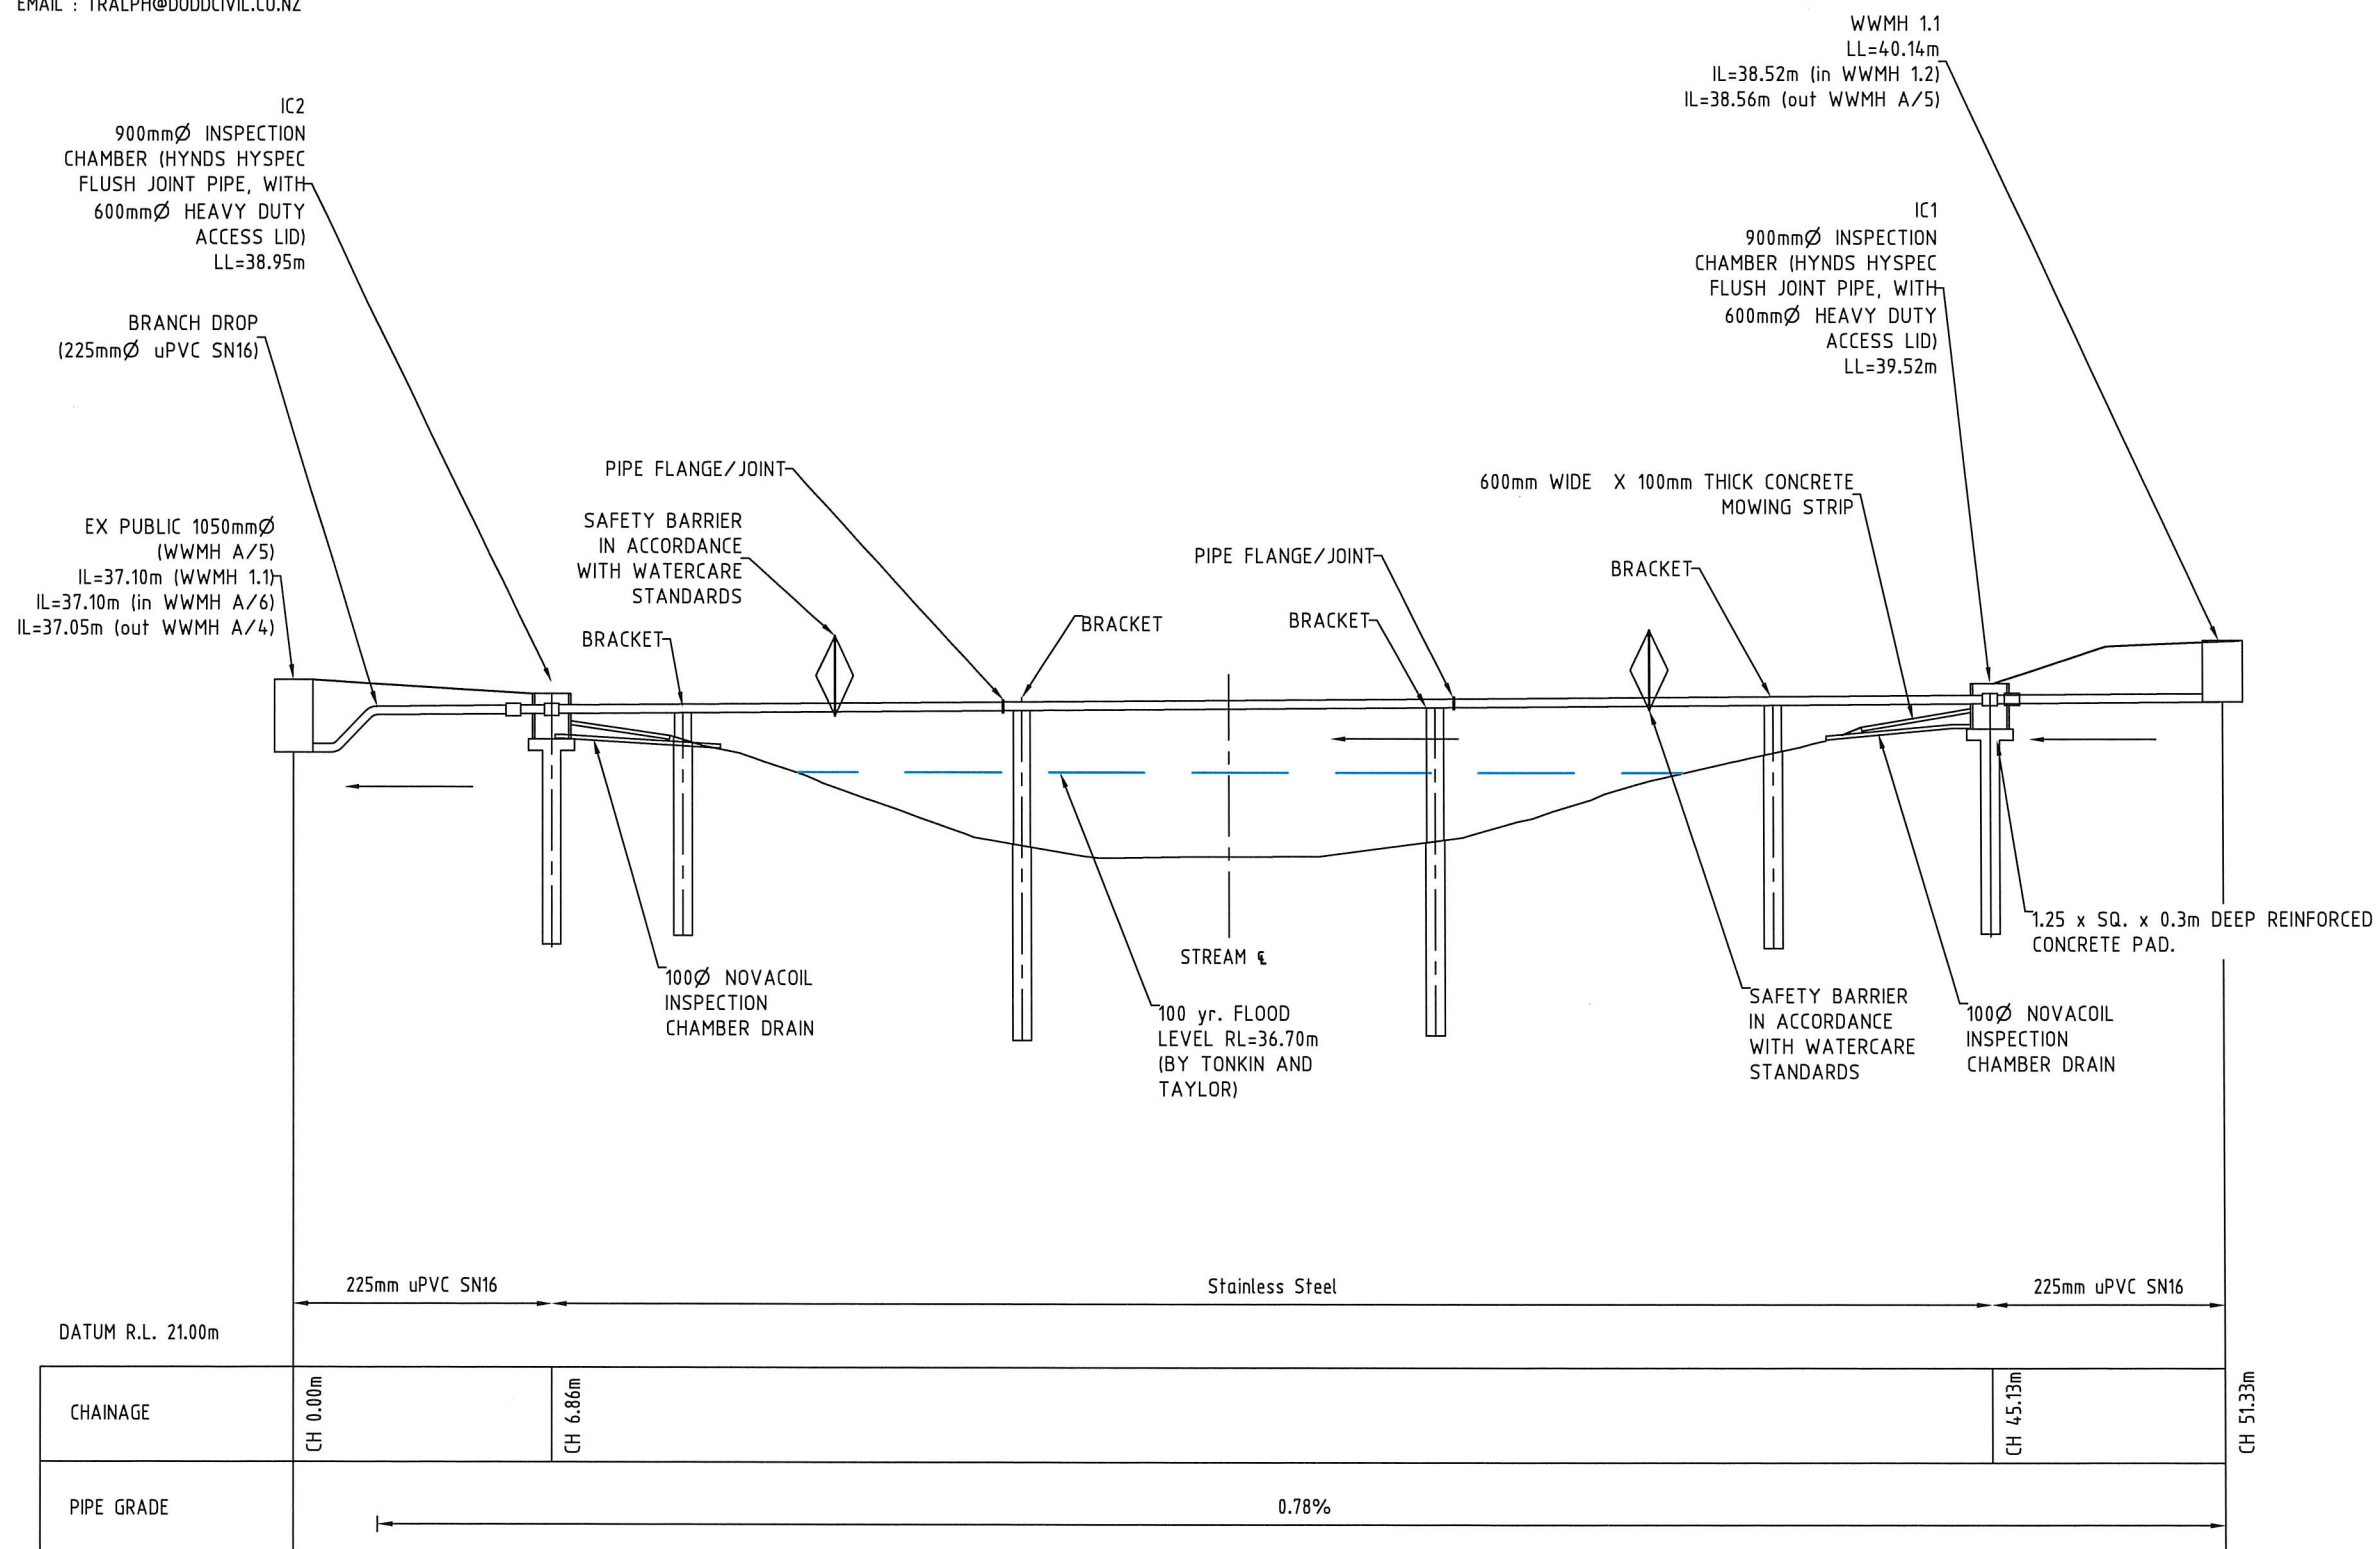 EMAIL : TRALPH@DODDCIVIL.CO.NZ
WWMH 1.1
LL=40.14m
IL=38.52m (in WWMH 1.2)
IL=38.56m (out WWMH A/5)
IC2
900mmØ INSPECTION
CHAMBER (HYNDS HYSPEC
FLUSH JOINT PIPE, WITH
600mmØ HEAVY DUTY
ACCESS LID)
LL=38.95m
IC1
900mmØ INSPECTION
CHAMBER (HYNDS HYSPEC
FLUSH JOINT PIPE, WITH
600mmØ HEAVY DUTY
ACCESS LID)
LL=39.52m
BRANCH DROP
(225mmØ uPVC SN16)
PIPE FLANGE/JOINT
600mm WIDE X 100mm THICK CONCRETE
MOWING STRIP
EX PUBLIC 1050mmØ
(WWMH A/5)
IL=37.10m (WWMH 1.1)
IL=37.10m (in WWMH A/6)
IL=37.05m (out WWMH A/4)
SAFETY BARRIER
IN ACCORDANCE
WITH WATERCARE
STANDARDS
PIPE FLANGE/JOINT
BRACKET
BRACKET
BRACKET
BRACKET
1.25 x SQ. x 0.3m DEEP REINFORCED
CONCRETE PAD.
STREAM ℄
100Ø NOVACOIL
INSPECTION
CHAMBER DRAIN
100 yr. FLOOD
LEVEL RL=36.70m
(BY TONKIN AND
TAYLOR)
SAFETY BARRIER
IN ACCORDANCE
WITH WATERCARE
STANDARDS
100Ø NOVACOIL
INSPECTION
CHAMBER DRAIN
225mm uPVC SN16
Stainless Steel
225mm uPVC SN16
DATUM R.L. 21.00m
CHAINAGE
CH 0.00m
CH 6.86m
CH 45.13m
CH 51.33m
PIPE GRADE
0.78%